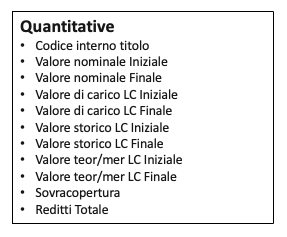 Quantitative
• Codice interno titolo
• Valore nominale Iniziale
• Valore nominale Finale
• Valore di carico LC Iniziale
• Valore di carico LC Finale
• Valore storico LC Iniziale
• Valore storico LC Finale
• Valore teor/mer LC Iniziale
• Valore teor/mer LC Finale
• Sovracopertura
• Reditti Totale